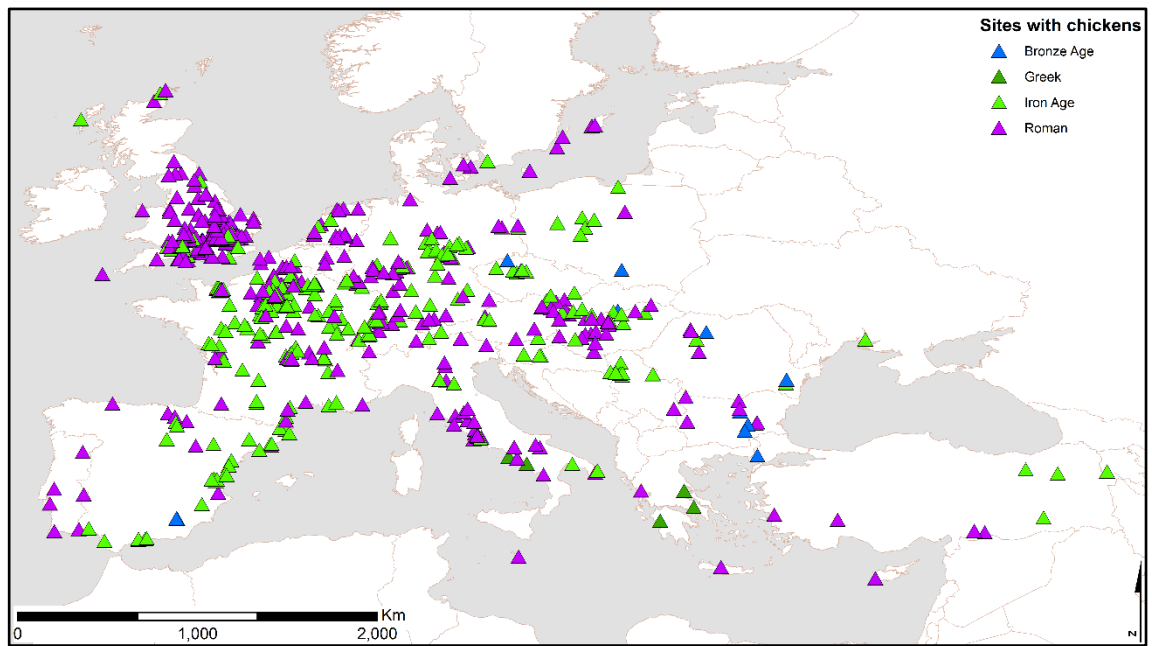 Sites with chickens
Bronze Age
Greek
Iron Age
Roman
Km
0 1,000 2,000
N